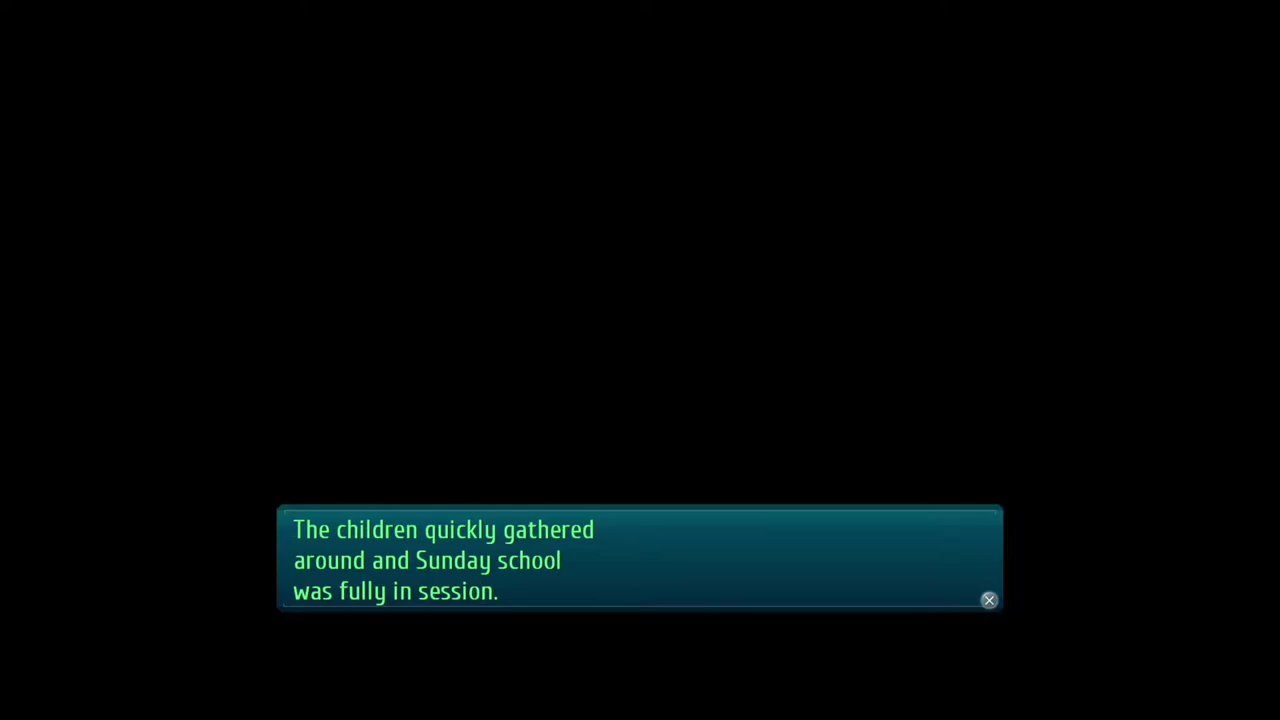 The children quickly gathered
around and Sunday school
was fully in session.